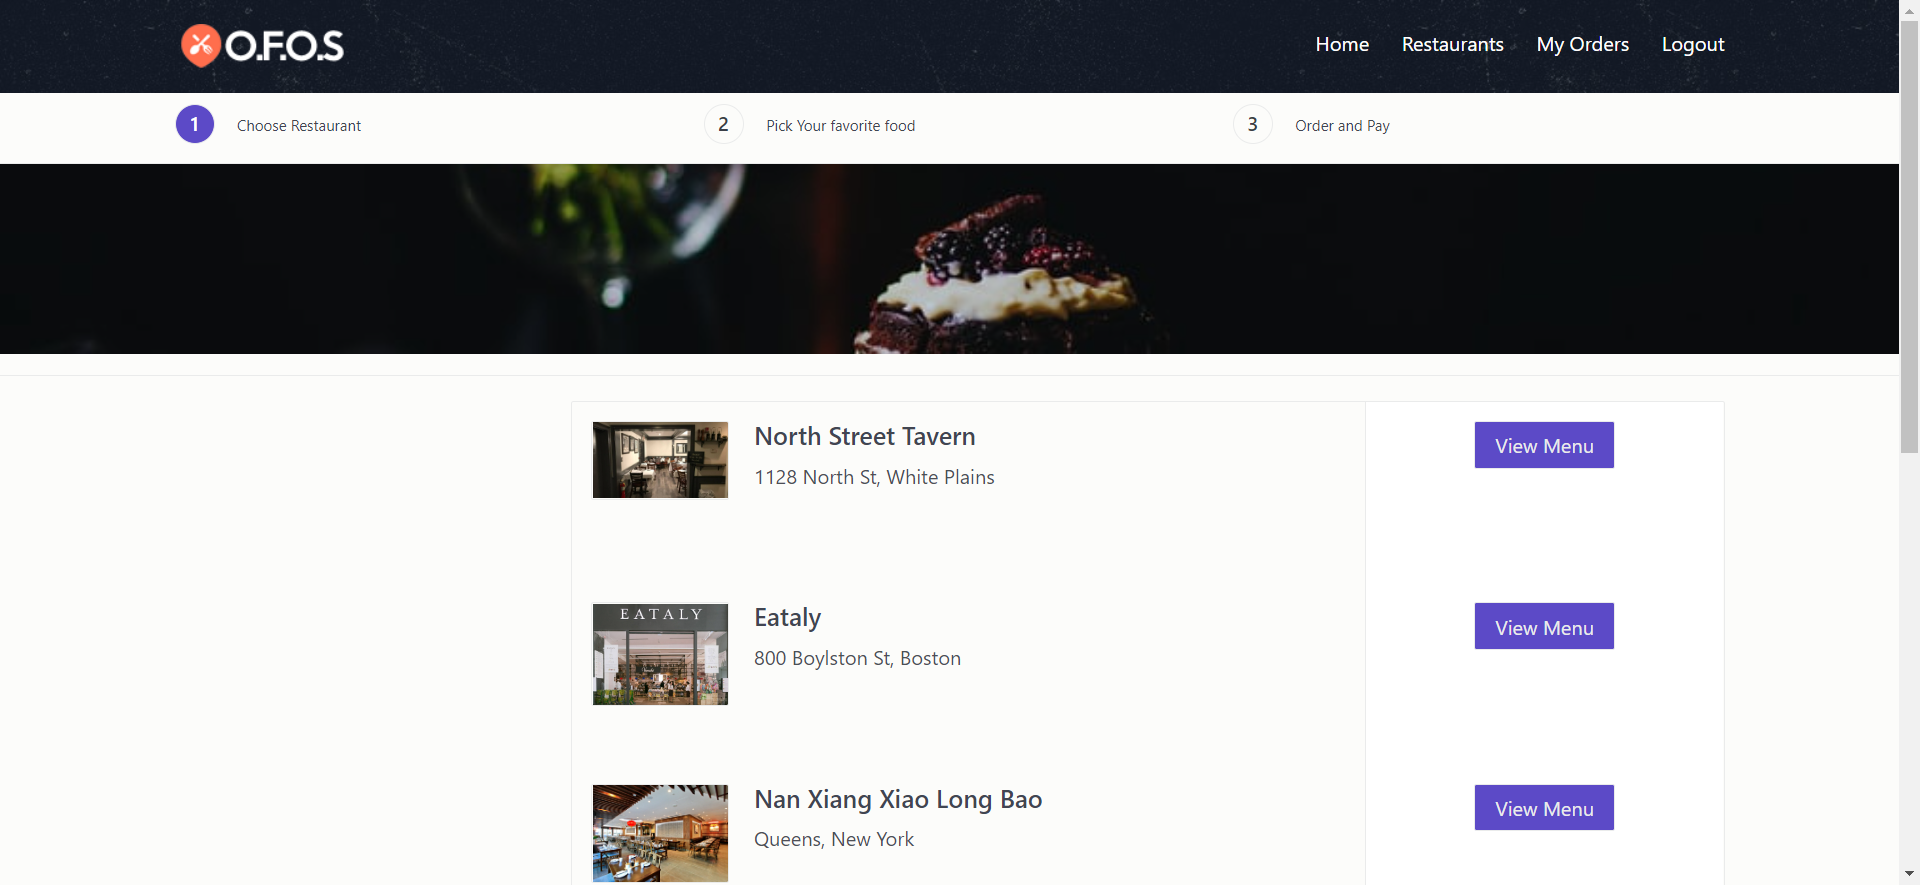 O.F.O.S
Home Restaurants My Orders Logout
1 Choose Restaurant 2 Pick Your favorite food 3 Order and Pay
North Street Tavern
1128 North St, White Plains
View Menu
EATALY
Eataly
800 Boylston St, Boston
View Menu
Nan Xiang Xiao Long Bao
Queens, New York
View Menu